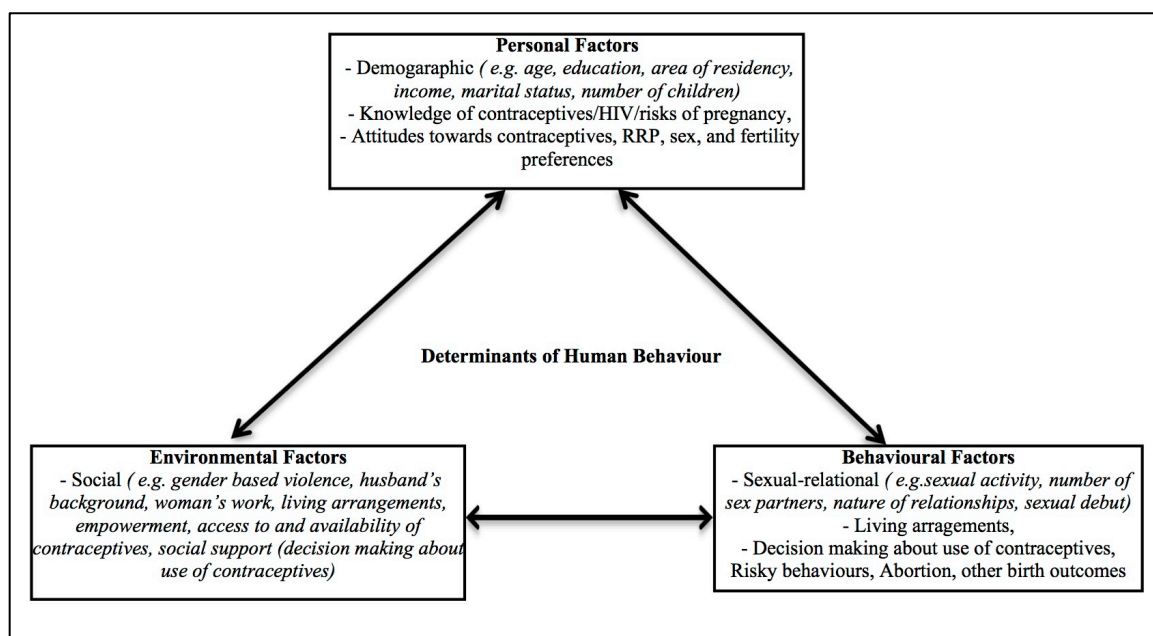 Personal Factors
- Demogaraphic ( e.g. age, education, area of residency,
income, marital status, number of children)
- Knowledge of contraceptives/HIV/risks of pregnancy,
- Attitudes towards contraceptives, RRP, sex, and fertility
preferences
Determinants of Human Behaviour
Environmental Factors
- Social ( e.g. gender based violence, husband's
background, woman's work, living arrangements,
empowerment, access to and availability of
contraceptives, social support (decision making about
use of contraceptives)
Behavioural Factors
- Sexual-relational ( e.g.sexual activity, number of
sex partners, nature of relationships, sexual debut)
- Living arragements,
- Decision making about use of contraceptives,
Risky behaviours, Abortion, other birth outcomes